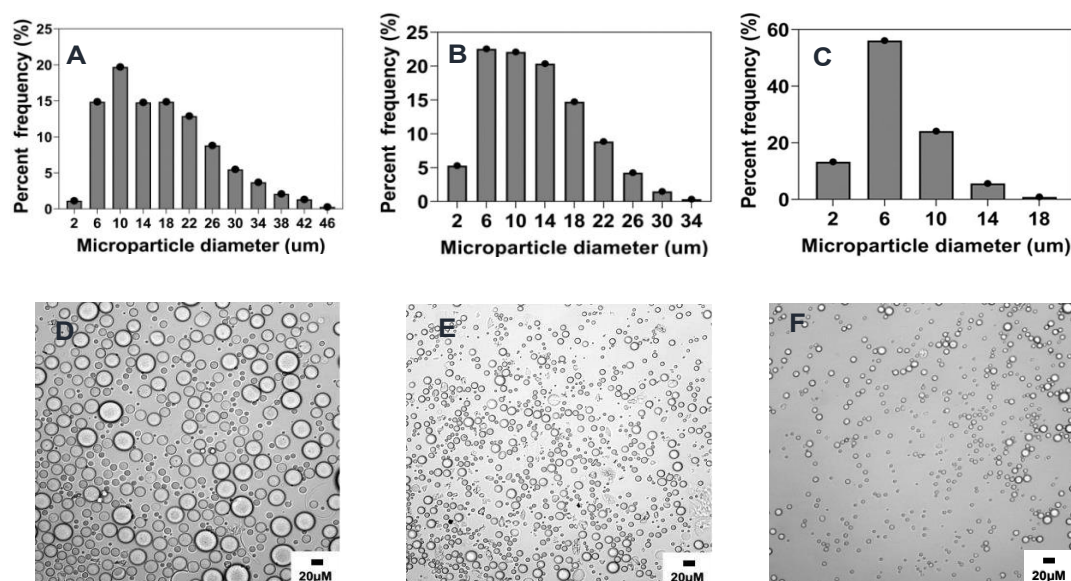 A
Percent frequency (%)
25
20
15
10
5
0
2 6 10 14 18 22 26 30 34 38 42 46
Microparticle diameter (um)
B
Percent frequency (%)
25
20
15
10
5
0
2 6 10 14 18 22 26 30 34
Microparticle diameter (um)
C
Percent frequency (%)
60
40
20
0
2 6 10 14 18
Microparticle diameter (um)
D
20µM
E
20µM
F
20µM